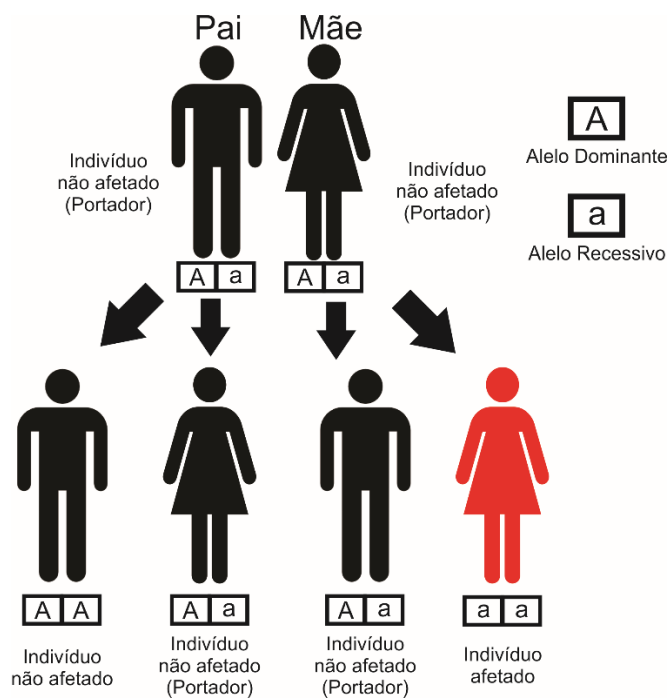 Pai Mãe
Indivíduo
não afetado
(Portador)
Indivíduo
não afetado
(Portador)
A
Alelo Dominante
a
Alelo Recessivo
A a A a
A A
A a
A a
a a
Indivíduo
não afetado
Indivíduo
não afetado
(Portador)
Indivíduo
não afetado
(Portador)
Indivíduo
afetado